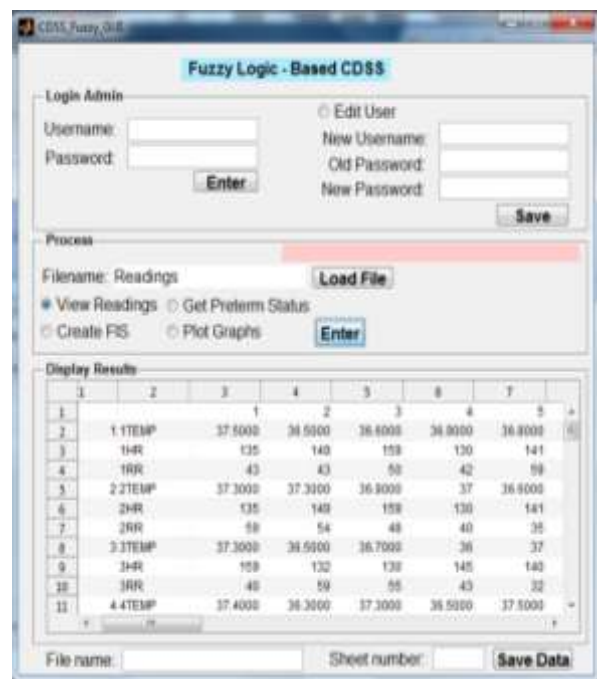 CDSS_Fuzzy_GUI
Fuzzy Logic - Based CDSS
Login Admin
Username:
Password:
Enter
Edit User
New Username:
Old Password:
New Password:
Save
Process
Filename: Readings
Load File
View Readings Get Preterm Status
Create FIS Plot Graphs
Enter
Display Results
1 2 3 4 5 6 7
1 1 2 3 4 5
2 1 1TEMP 37.5000 36.5000 36.6000 36.8000 36.8000
3 1HR 135 140 159 130 141
4 1RR 43 43 50 42 59
5 2 2TEMP 37.3000 37.3000 36.9000 37 36.6000
6 2HR 135 140 159 130 141
7 2RR 59 54 48 40 35
8 3 3TEMP 37.3000 36.5000 36.7000 36 37
9 3HR 159 132 130 145 140
10 3RR 40 59 55 43 32
11 4 4TEMP 37.4000 36.3000 37.3000 36.5000 37.5000
File name:
Sheet number:
Save Data